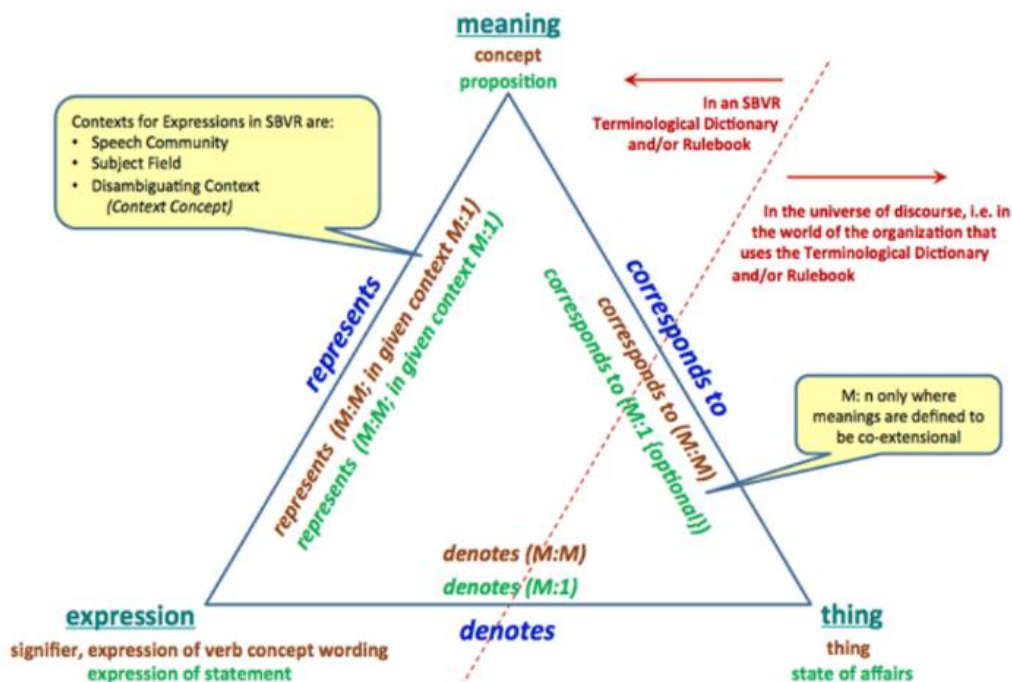 meaning
concept
proposition
In an SBVR
Terminological Dictionary
and/or Rulebook
Contexts for Expressions in SBVR are:
• Speech Community
• Subject Field
• Disambiguating Context
(Context Concept)
In the universe of discourse, i.e. in
the world of the organization that
uses the Terminological Dictionary
and/or Rulebook
represents
represents (M:M; in given context M:1)
represents (M:M; in given context M:1)
corresponds to
corresponds to (M:M)
corresponds to (M:1 {optional})
M: n only where
meanings are defined to
be co-extensional
denotes (M:M)
denotes (M:1)
denotes
expression
signifier, expression of verb concept wording
expression of statement
thing
thing
state of affairs